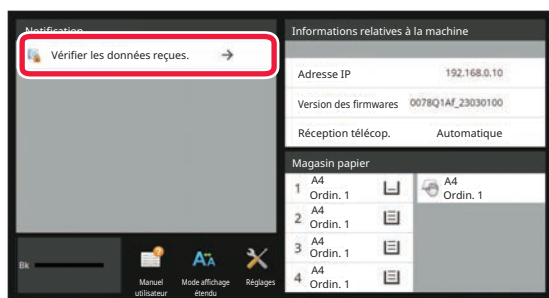 Notification
Vérifier les données reçues.
Informations relatives à la machine
Adresse IP 192.168.0.10
Version des firmwares 0078Q1Af_23030100
Réception télécop. Automatique
Magasin papier
1 A4
Ordin. 1
A4
Ordin. 1
2 A4
Ordin. 1
3 A4
Ordin. 1
4 A4
Ordin. 1
Bk
Manuel
utilisateur
Mode affichage
étendu
Réglages